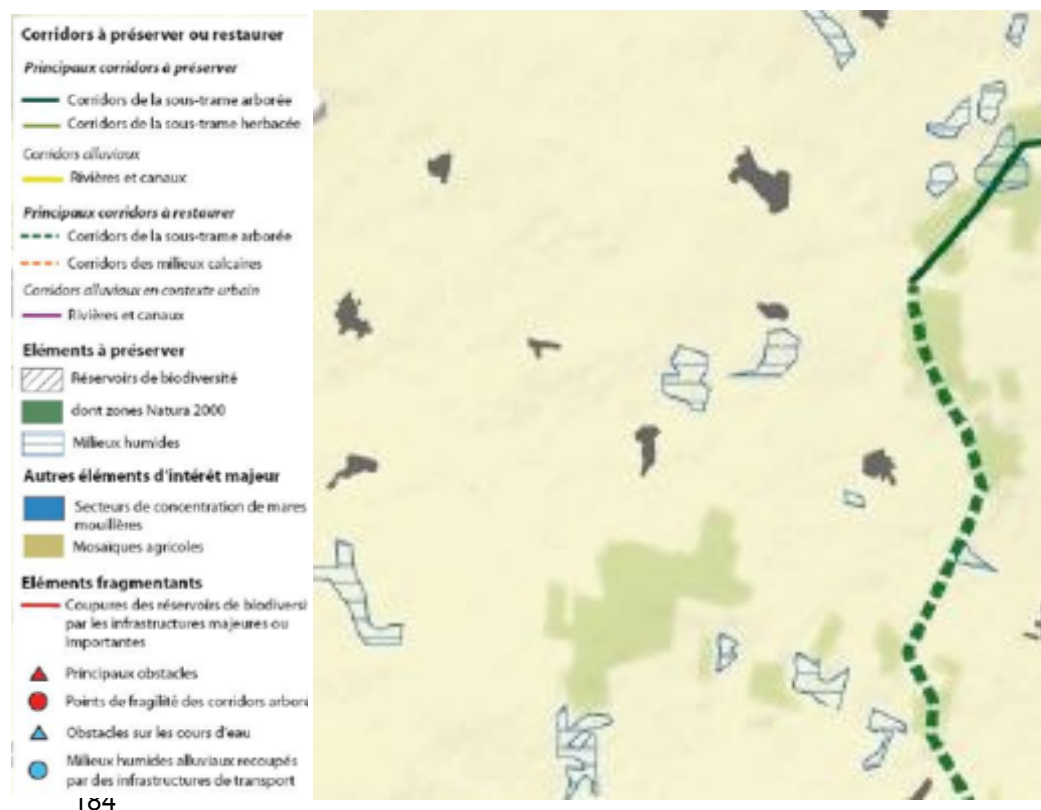 Corridors à préserver ou restaurer
Principaux corridors à préserver
Corridors de la sous-trame arborée
Corridors de la sous-trame herbacée
Corridors alluviaux
Rivières et canaux
Principaux corridors à restaurer
Corridors de la sous-trame arborée
Corridors des milieux calcaires
Corridors alluviaux en contexte urbain
Rivières et canaux
Eléments à préserver
Réservoirs de biodiversité
dont zones Natura 2000
Milieux humides
Autres éléments d'intérêt majeur
Secteurs de concentration de mares
mouillères
Mosaïques agricoles
Eléments fragmentants
Coupures des réservoirs de biodiversi
par les infrastructures majeures ou
importantes
Principaux obstacles
Points de fragilité des corridors arbor
Obstacles sur les cours d'eau
Milieux humides alluviaux recoupés
par des infrastructures de transport
184